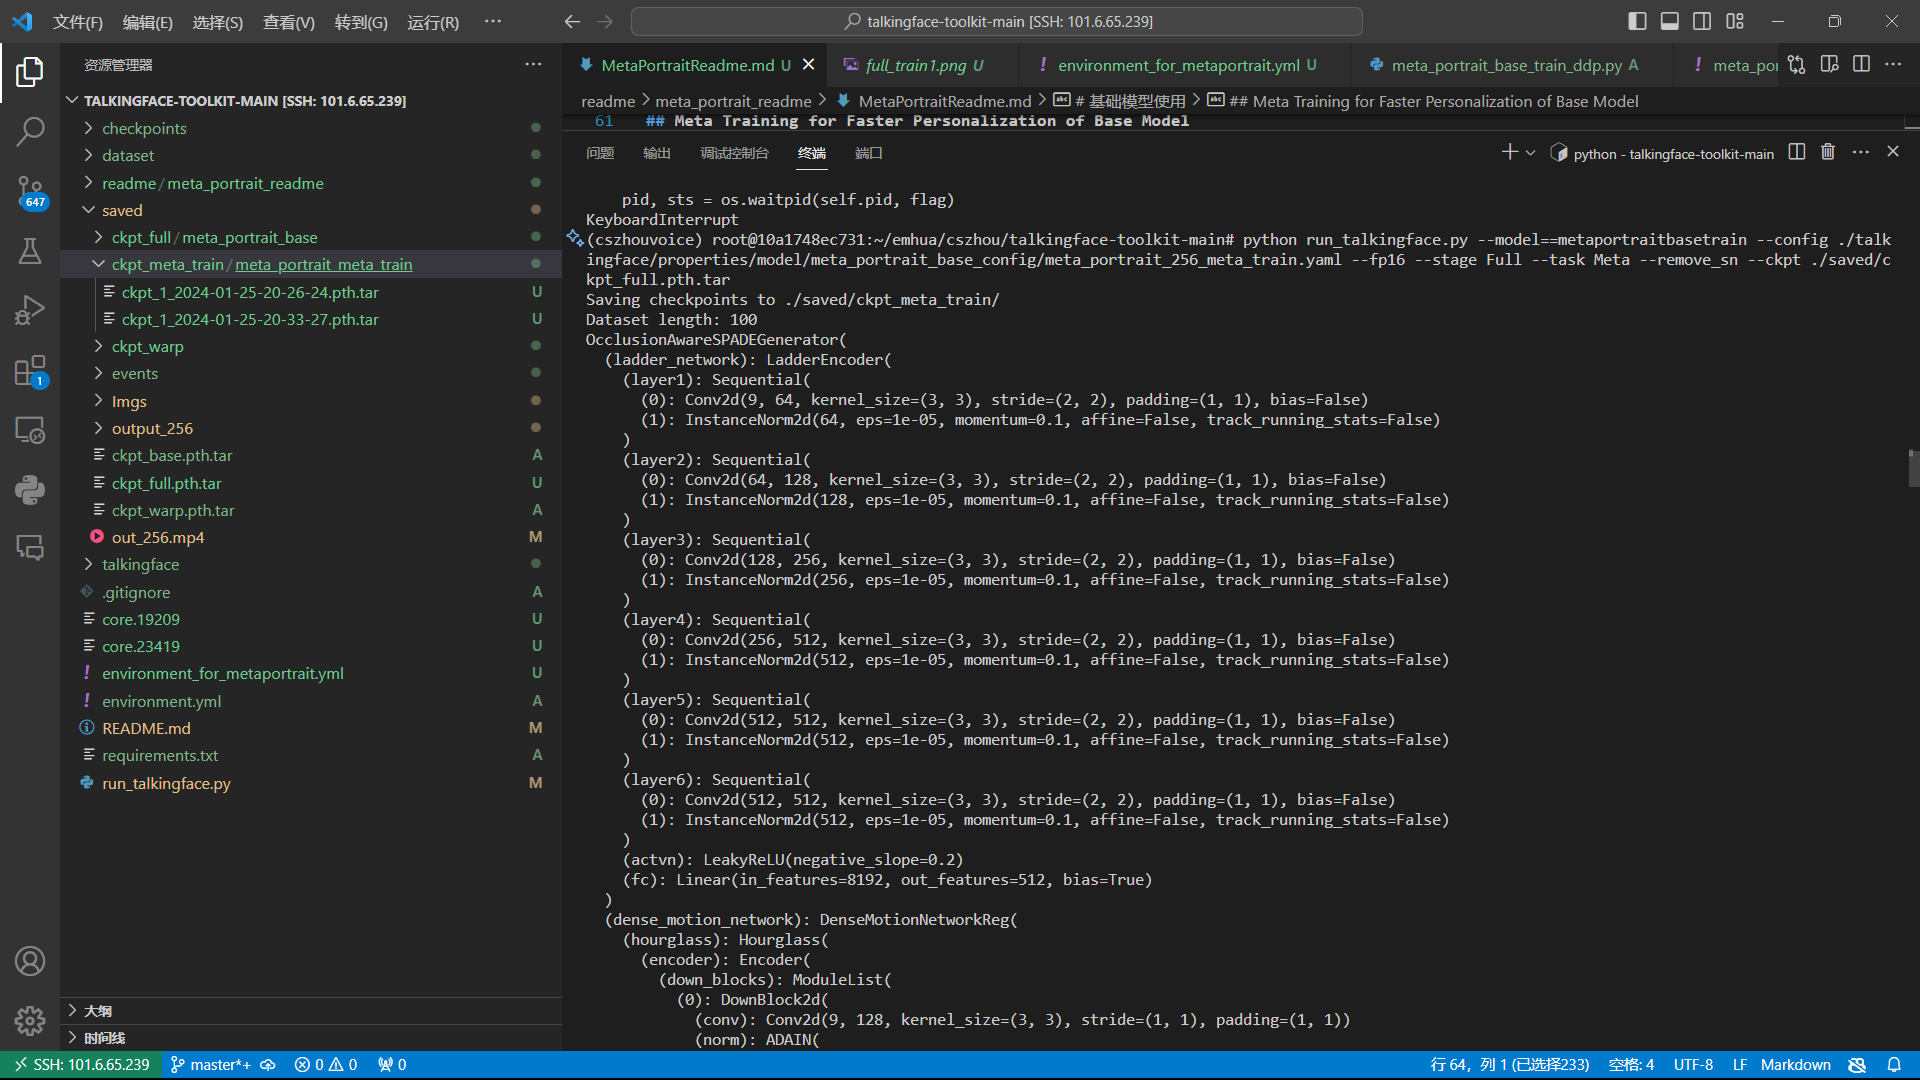 文件(F) 编辑(E) 选择(S) 查看(V) 转到(G) 运行(R) ···
talkingface-toolkit-main [SSH: 101.6.65.239]
资源管理器
TALKINGFACE-TOOLKIT-MAIN [SSH: 101.6.65.239]
checkpoints
dataset
readme / meta_portrait_readme
saved
ckpt_full / meta_portrait_base
ckpt_meta_train / meta_portrait_meta_train
ckpt_1_2024-01-25-20-26-24.pth.tar U
ckpt_1_2024-01-25-20-33-27.pth.tar U
ckpt_warp
events
Imgs
output_256
ckpt_base.pth.tar A
ckpt_full.pth.tar U
ckpt_warp.pth.tar A
out_256.mp4 M
talkingface
.gitignore A
core.19209 U
core.23419 U
environment_for_metaportrait.yml U
environment.yml A
README.md M
requirements.txt A
run_talkingface.py M
大纲
时间线
647
1
MetaPortraitReadme.md U
full_train1.png U
! environment_for_metaportrait.yml U
meta_portrait_base_train_ddp.py A
! meta_por
readme > meta_portrait_readme > MetaPortraitReadme.md > # 基础模型使用 > ## Meta Training for Faster Personalization of Base Model
61 ## Meta Training for Faster Personalization of Base Model
问题 输出 调试控制台 终端 端口
python - talkingface-toolkit-main
pid, sts = os.waitpid(self.pid, flag)
KeyboardInterrupt
(cszhouvoice) root@10a1748ec731:~/emhua/cszhou/talkingface-toolkit-main# python run_talkingface.py --model==metaportraitbasetrain --config ./talk
ingface/properties/model/meta_portrait_base_config/meta_portrait_256_meta_train.yaml --fp16 --stage Full --task Meta --remove_sn --ckpt ./saved/c
kpt_full.pth.tar
Saving checkpoints to ./saved/ckpt_meta_train/
Dataset length: 100
OcclusionAwareSPADEGenerator(
(ladder_network): LadderEncoder(
(layer1): Sequential(
(0): Conv2d(9, 64, kernel_size=(3, 3), stride=(2, 2), padding=(1, 1), bias=False)
(1): InstanceNorm2d(64, eps=1e-05, momentum=0.1, affine=False, track_running_stats=False)
)
(layer2): Sequential(
(0): Conv2d(64, 128, kernel_size=(3, 3), stride=(2, 2), padding=(1, 1), bias=False)
(1): InstanceNorm2d(128, eps=1e-05, momentum=0.1, affine=False, track_running_stats=False)
)
(layer3): Sequential(
(0): Conv2d(128, 256, kernel_size=(3, 3), stride=(2, 2), padding=(1, 1), bias=False)
(1): InstanceNorm2d(256, eps=1e-05, momentum=0.1, affine=False, track_running_stats=False)
)
(layer4): Sequential(
(0): Conv2d(256, 512, kernel_size=(3, 3), stride=(2, 2), padding=(1, 1), bias=False)
(1): InstanceNorm2d(512, eps=1e-05, momentum=0.1, affine=False, track_running_stats=False)
)
(layer5): Sequential(
(0): Conv2d(512, 512, kernel_size=(3, 3), stride=(2, 2), padding=(1, 1), bias=False)
(1): InstanceNorm2d(512, eps=1e-05, momentum=0.1, affine=False, track_running_stats=False)
)
(layer6): Sequential(
(0): Conv2d(512, 512, kernel_size=(3, 3), stride=(2, 2), padding=(1, 1), bias=False)
(1): InstanceNorm2d(512, eps=1e-05, momentum=0.1, affine=False, track_running_stats=False)
)
(actvn): LeakyReLU(negative_slope=0.2)
(fc): Linear(in_features=8192, out_features=512, bias=True)
)
(dense_motion_network): DenseMotionNetworkReg(
(hourglass): Hourglass(
(encoder): Encoder(
(down_blocks): ModuleList(
(0): DownBlock2d(
(conv): Conv2d(9, 128, kernel_size=(3, 3), stride=(1, 1), padding=(1, 1))
(norm): ADAIN(
SSH: 101.6.65.239 master*+ 0 0 0 行 64，列 1 (已选择233) 空格: 4 UTF-8 LF Markdown